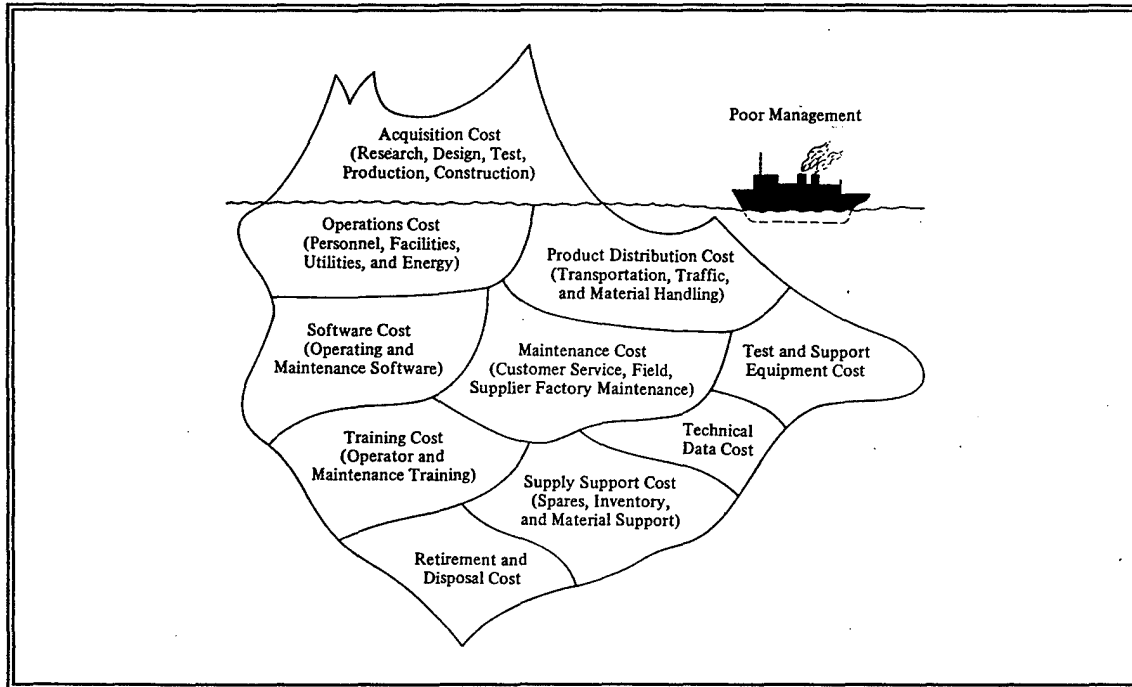 Poor Management
Acquisition Cost
(Research, Design, Test,
Production, Construction)
Operations Cost
(Personnel, Facilities,
Utilities, and Energy)
Product Distribution Cost
(Transportation, Traffic,
and Material Handling)
Software Cost
(Operating and
Maintenance Software)
Maintenance Cost
(Customer Service, Field,
Supplier Factory Maintenance)
Test and Support
Equipment Cost
Training Cost
(Operator and
Maintenance Training)
Technical
Data Cost
Supply Support Cost
(Spares, Inventory,
and Material Support)
Retirement and
Disposal Cost